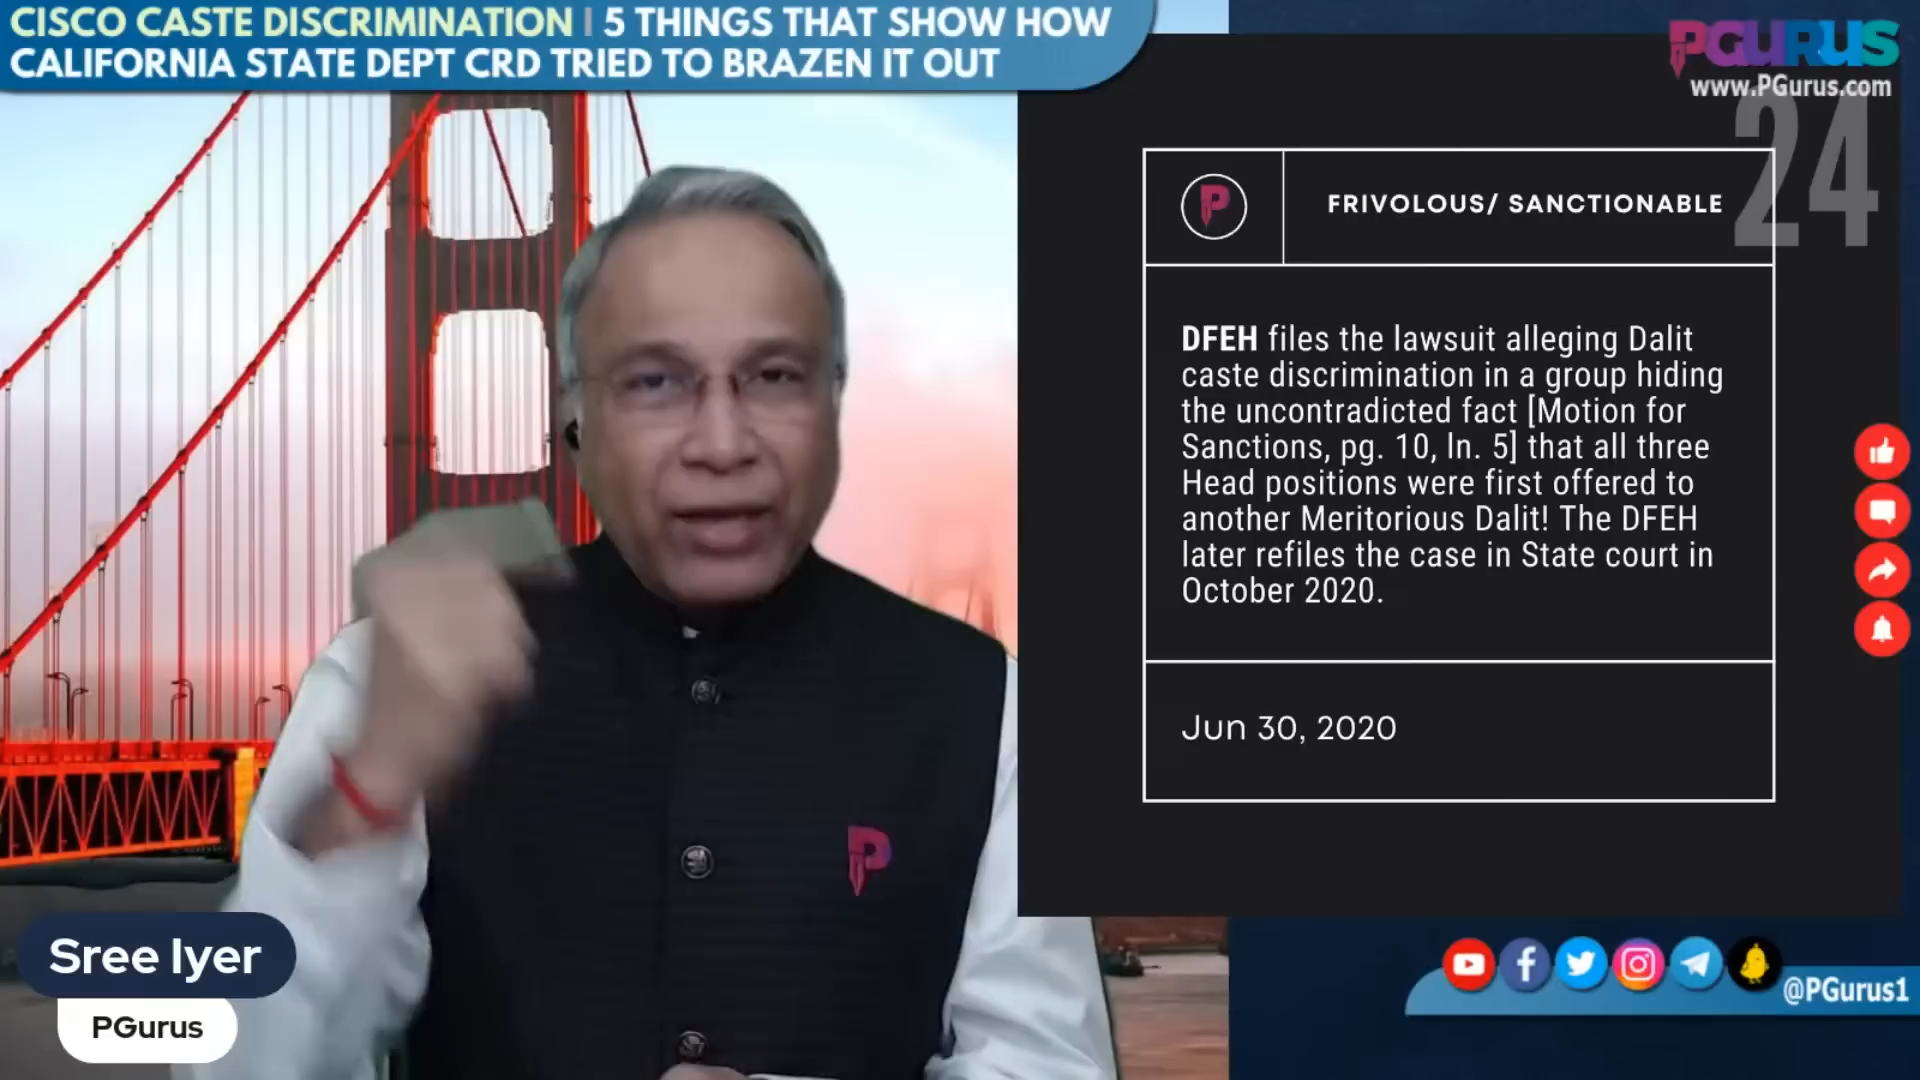 CISCO CASTE DISCRIMINATION | 5 THINGS THAT SHOW HOW
CALIFORNIA STATE DEPT CRD TRIED TO BRAZEN IT OUT
PGURUS
www.PGurus.com
24
P
FRIVOLOUS/ SANCTIONABLE
DFEH files the lawsuit alleging Dalit
caste discrimination in a group hiding
the uncontradicted fact [Motion for
Sanctions, pg. 10, ln. 5] that all three
Head positions were first offered to
another Meritorious Dalit! The DFEH
later refiles the case in State court in
October 2020.
Jun 30, 2020
P
Sree Iyer
PGurus
@PGurus1